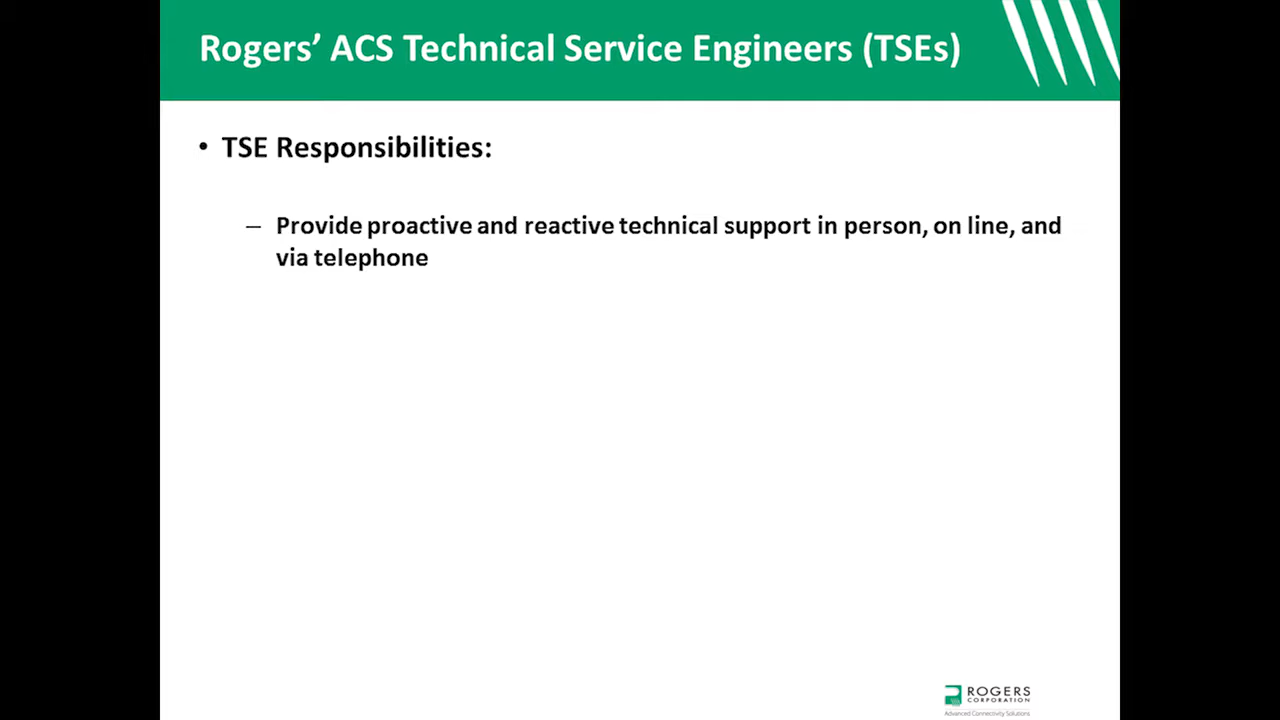 Rogers’ ACS Technical Service Engineers (TSEs)
• TSE Responsibilities:
– Provide proactive and reactive technical support in person, on line, and
via telephone
ROGERS
CORPORATION
Advanced Connectivity Solutions